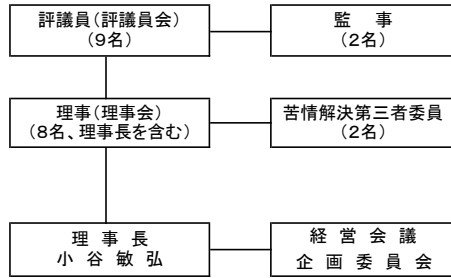 評議員(評議員会)
(9名)
監　事
(2名)
理事(理事会)
(8名、理事長を含む)
苦情解決第三者委員
(2名)
理　事　長
小　谷　敏　弘
経　営　会　議
企　画　委　員　会